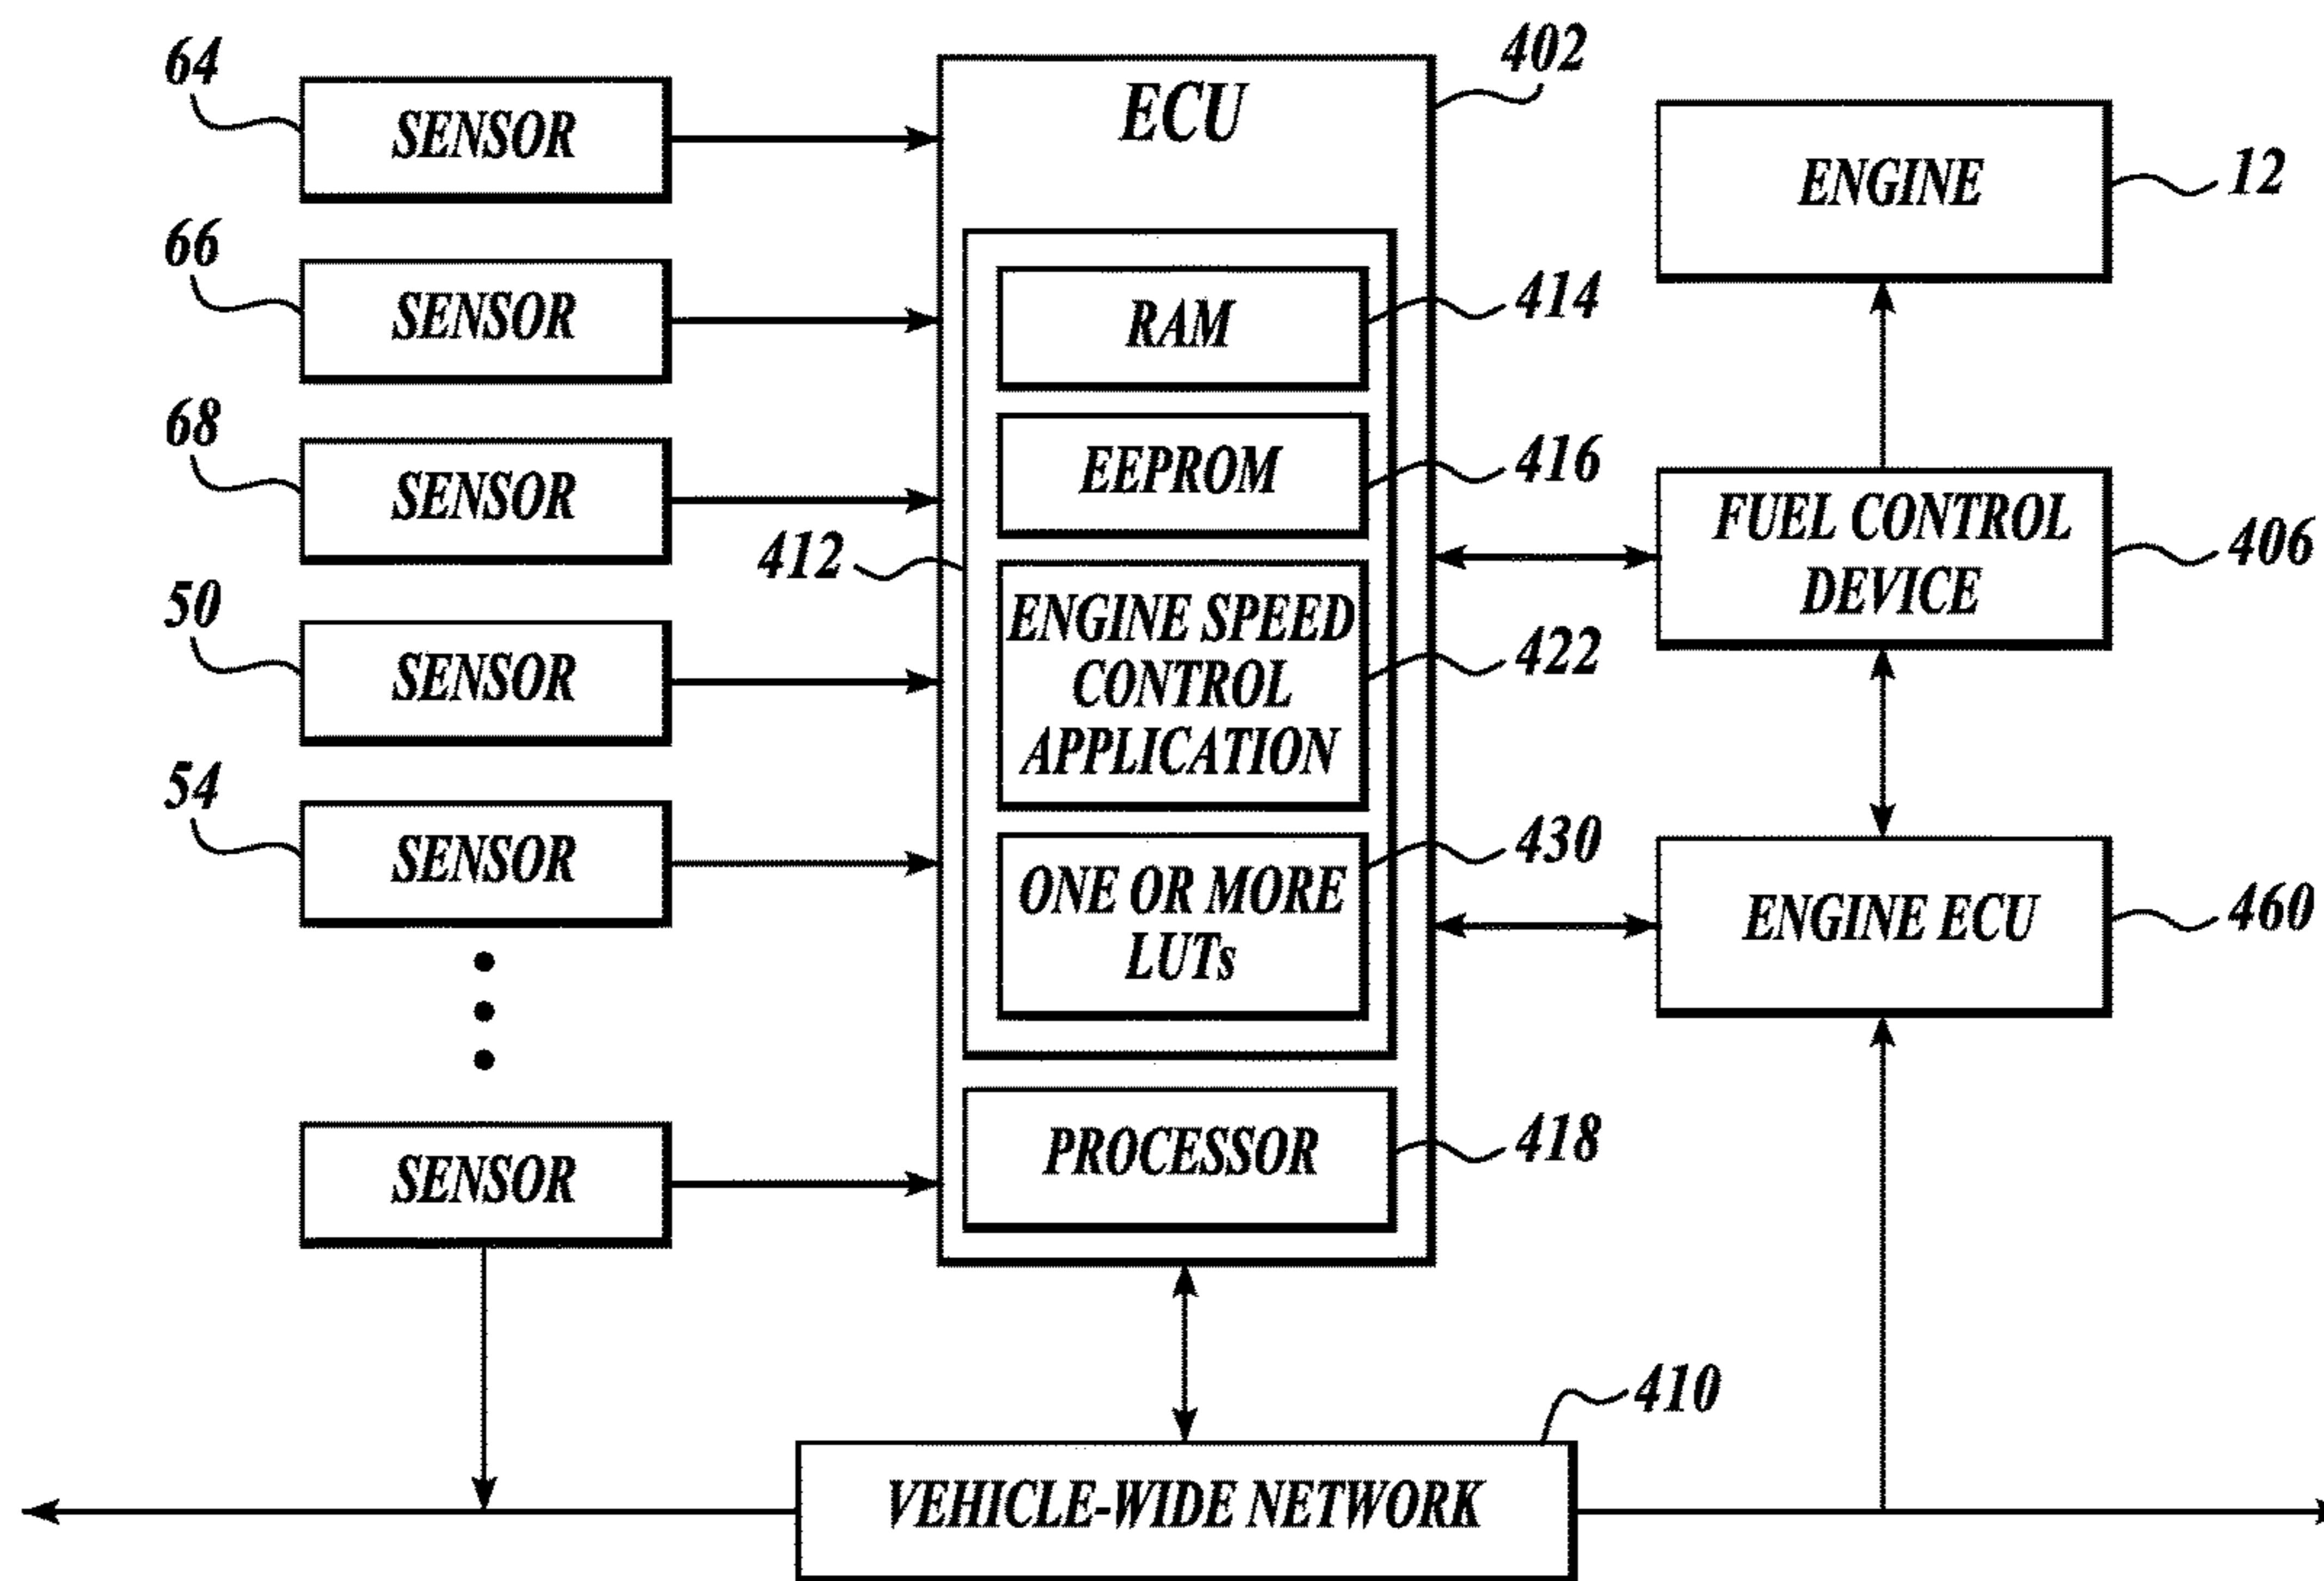 64
SENSOR
66
SENSOR
68
SENSOR
50
SENSOR
54
SENSOR
SENSOR
402
ECU
412
RAM
414
EEPROM
416
ENGINE SPEED
CONTROL
APPLICATION
422
ONE OR MORE
LUTs
430
PROCESSOR
418
ENGINE
12
FUEL CONTROL
DEVICE
406
ENGINE ECU
460
410
VEHICLE-WIDE NETWORK